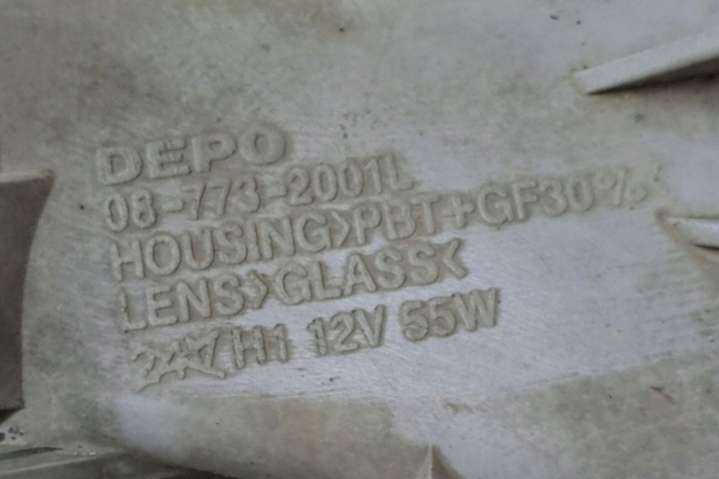 DEPO
08-773-2001L
HOUSING>PBT+GF30%
LENS>GLASS<
H1 12V 55W